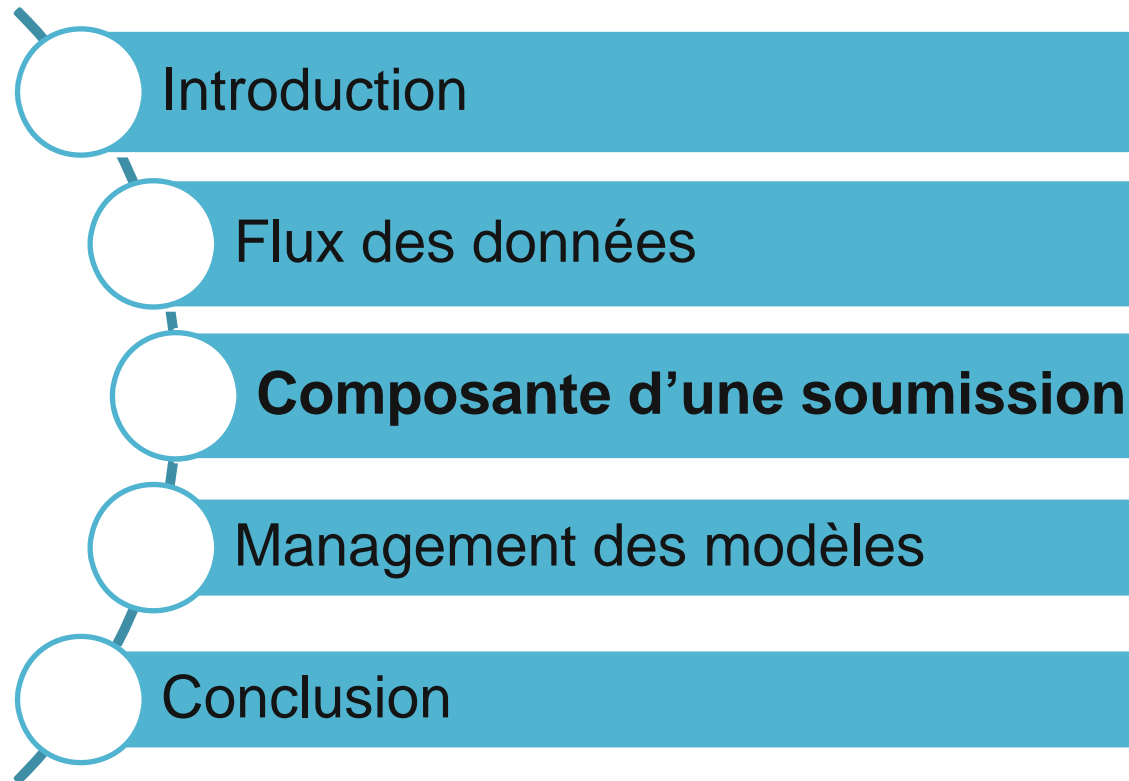 Introduction
Flux des données
Composante d’une soumission
Management des modèles
Conclusion